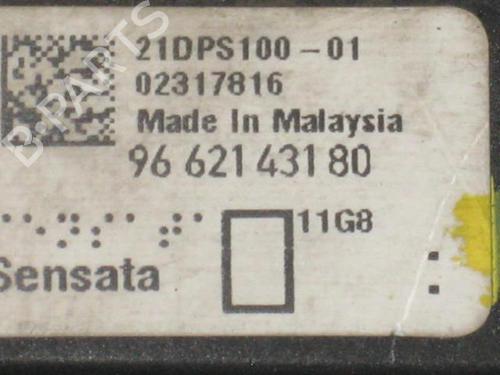 21DPS100-01
02317816
Made In Malaysia
96 621 431 80
11G8
Sensata
B-PARTS